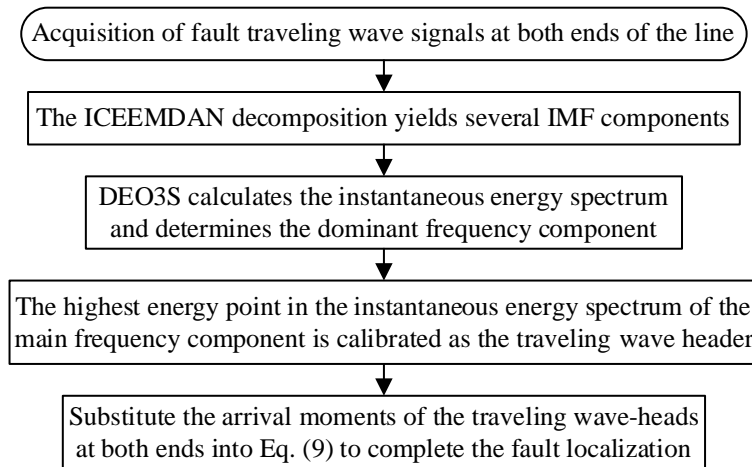 Acquisition of fault traveling wave signals at both ends of the line
The ICEEMDAN decomposition yields several IMF components
DEO3S calculates the instantaneous energy spectrum
and determines the dominant frequency component
The highest energy point in the instantaneous energy spectrum of the
main frequency component is calibrated as the traveling wave header
Substitute the arrival moments of the traveling wave-heads
at both ends into Eq. (9) to complete the fault localization